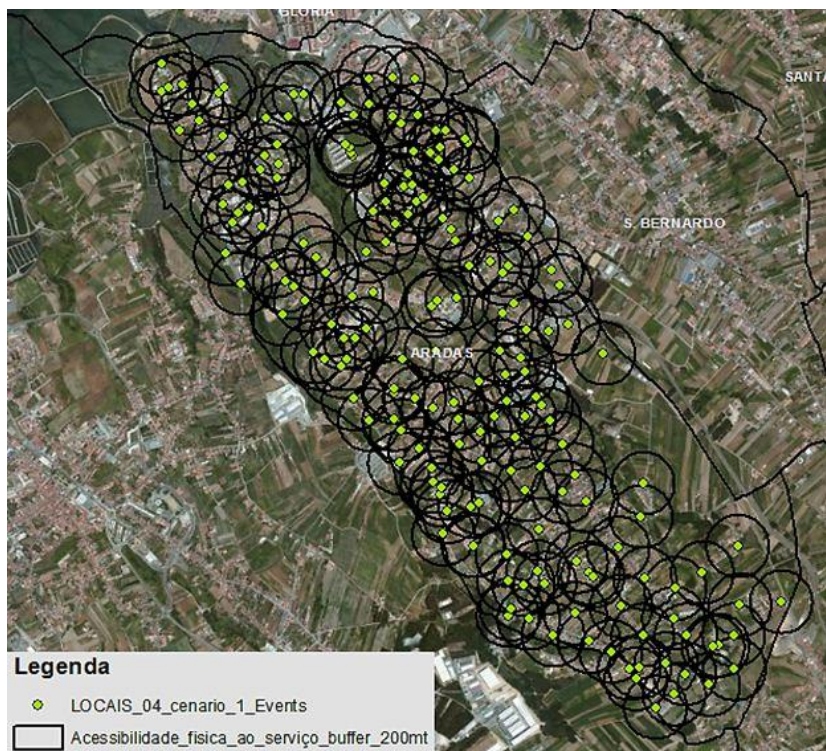 GLORIA
SANTA
S. BERNARDO
ARADAS
Legenda
LOCAIS_04_cenario_1_Events
Acessibilidade_fisica_ao_serviço_buffer_200mt